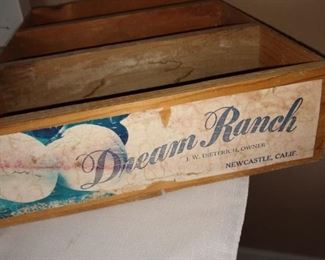 Dream Ranch
J. W. DIETERICH, OWNER
NEWCASTLE, CALIF.